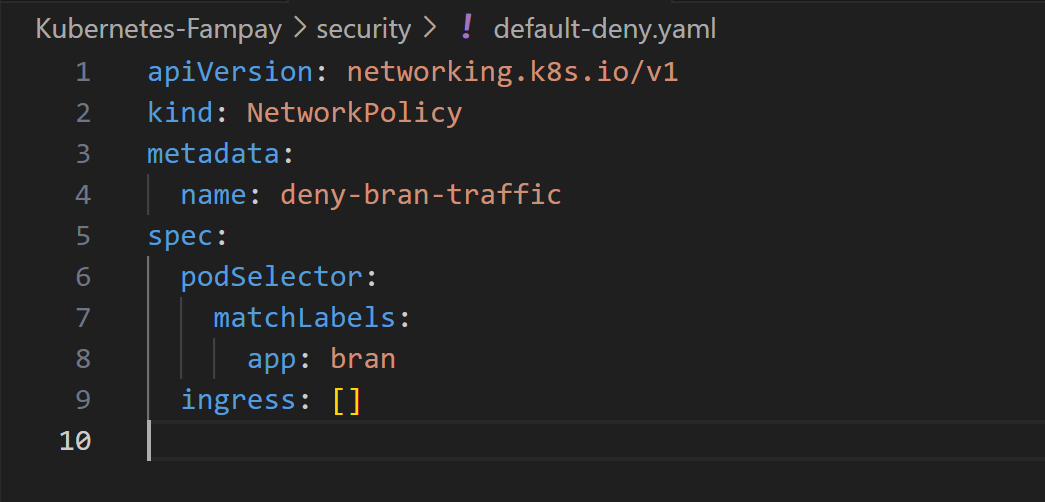 Kubernetes-Fampay > security > ! default-deny.yaml
1 apiVersion: networking.k8s.io/v1
2 kind: NetworkPolicy
3 metadata:
4   name: deny-bran-traffic
5 spec:
6   podSelector:
7     matchLabels:
8       app: bran
9   ingress: []
10